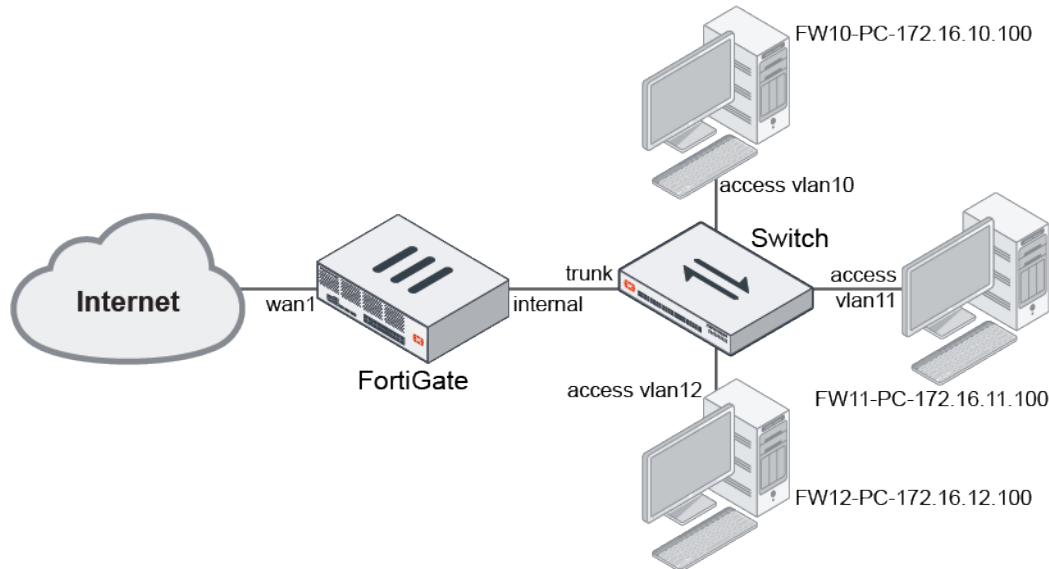 FW10-PC-172.16.10.100
access vlan10
Switch
Internet
wan1
internal
trunk
access
vlan11
FortiGate
access vlan12
FW11-PC-172.16.11.100
FW12-PC-172.16.12.100